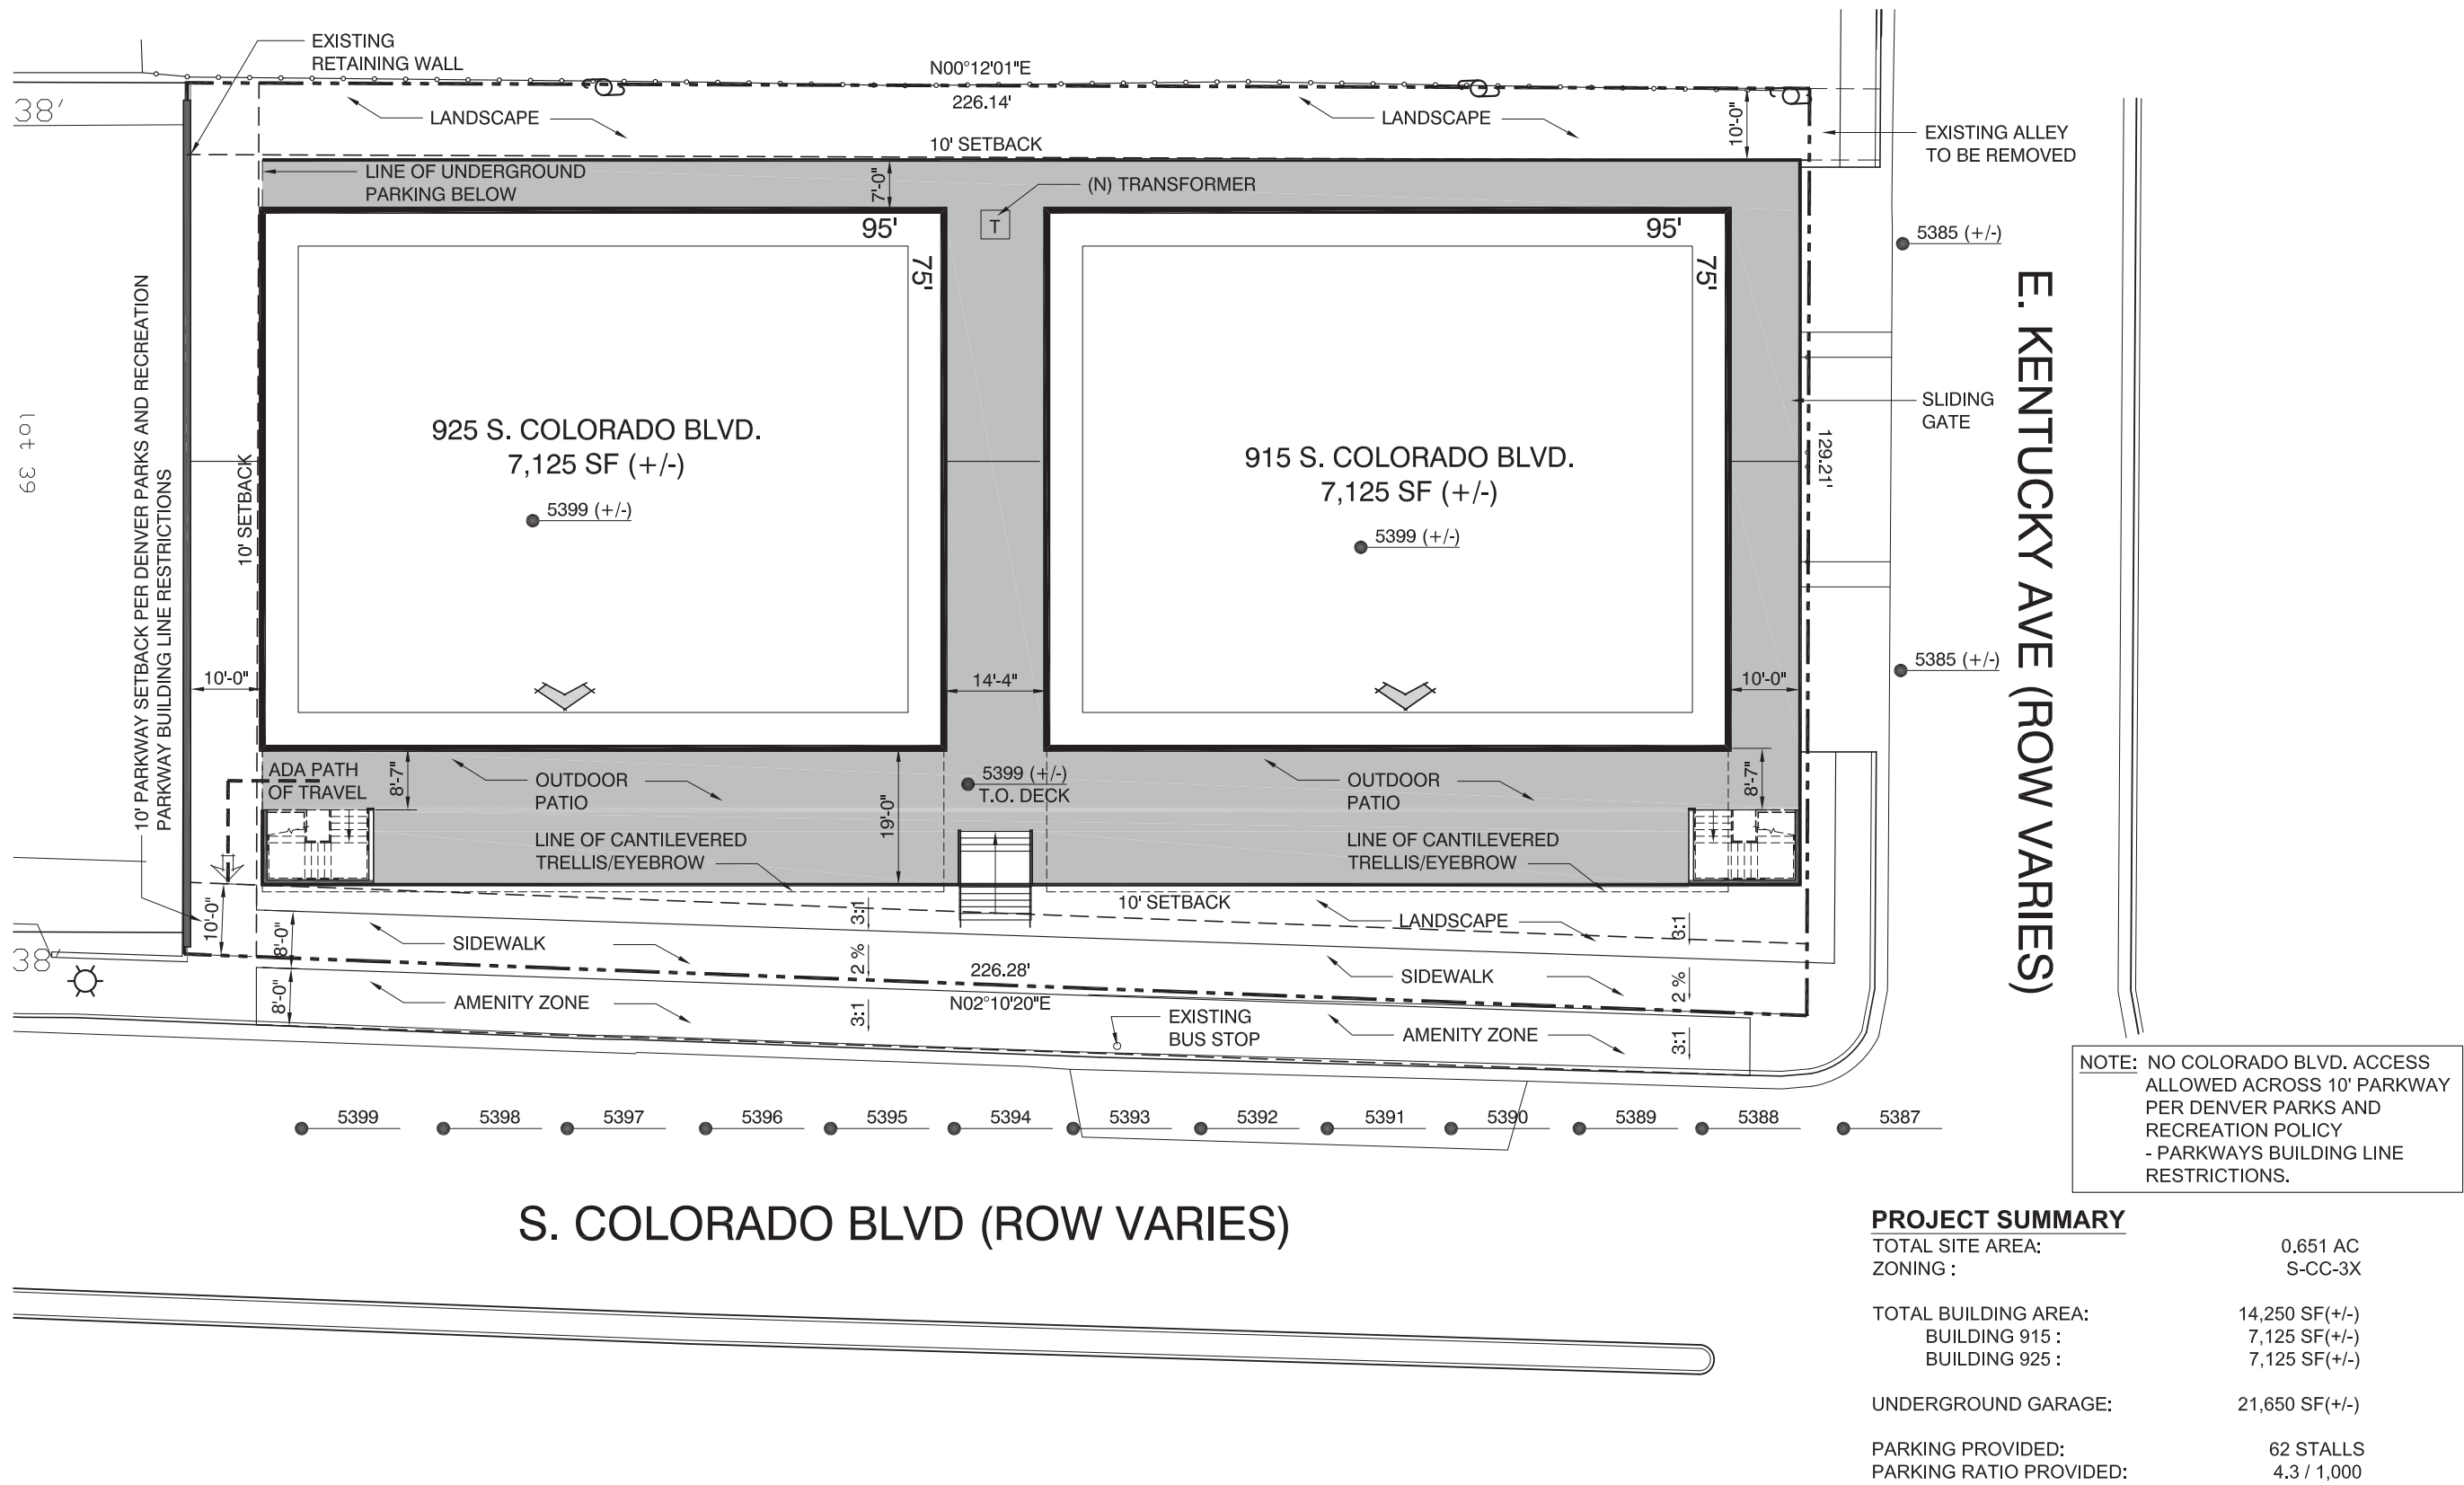 EXISTING
RETAINING WALL
N00°12'01"E
226.14'
38'
LANDSCAPE
LANDSCAPE
10'-0"
EXISTING ALLEY
TO BE REMOVED
10' SETBACK
LINE OF UNDERGROUND
PARKING BELOW
7'-0"
(N) TRANSFORMER
T
95'
75'
95'
75'
5385 (+/-)
E. KENTUCKY AVE (ROW VARIES)
10' PARKWAY SETBACK PER DENVER PARKS AND RECREATION
PARKWAY BUILDING LINE RESTRICTIONS
lot 39
10' SETBACK
925 S. COLORADO BLVD.
7,125 SF (+/-)
5399 (+/-)
915 S. COLORADO BLVD.
7,125 SF (+/-)
5399 (+/-)
SLIDING
GATE
129.21'
5385 (+/-)
10'-0"
14'-4"
10'-0"
ADA PATH
OF TRAVEL
8'-7"
OUTDOOR
PATIO
5399 (+/-)
T.O. DECK
19'-0"
OUTDOOR
PATIO
8'-7"
LINE OF CANTILEVERED
TRELLIS/EYEBROW
LINE OF CANTILEVERED
TRELLIS/EYEBROW
10'-0"
8'-0"
3:1
10' SETBACK
LANDSCAPE
3:1
SIDEWALK
2 %
226.28'
N02°10'20"E
SIDEWALK
2 %
38'
8'-0"
AMENITY ZONE
3:1
EXISTING
BUS STOP
AMENITY ZONE
3:1
NOTE: NO COLORADO BLVD. ACCESS
ALLOWED ACROSS 10' PARKWAY
PER DENVER PARKS AND
RECREATION POLICY
- PARKWAYS BUILDING LINE
RESTRICTIONS.
5399 5398 5397 5396 5395 5394 5393 5392 5391 5390 5389 5388 5387
S. COLORADO BLVD (ROW VARIES)
PROJECT SUMMARY
TOTAL SITE AREA: 0.651 AC
ZONING : S-CC-3X
TOTAL BUILDING AREA: 14,250 SF(+/-)
BUILDING 915 : 7,125 SF(+/-)
BUILDING 925 : 7,125 SF(+/-)
UNDERGROUND GARAGE: 21,650 SF(+/-)
PARKING PROVIDED: 62 STALLS
PARKING RATIO PROVIDED: 4.3 / 1,000